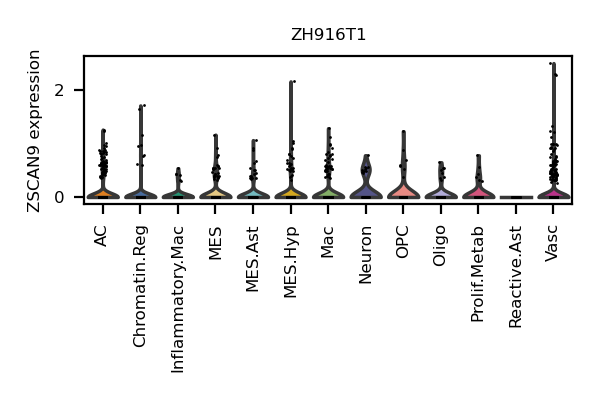 ZH916T1
ZSCAN9 expression
2
0
AC
Chromatin.Reg
Inflammatory.Mac
MES
MES.Ast
MES.Hyp
Mac
Neuron
OPC
Oligo
Prolif.Metab
Reactive.Ast
Vasc